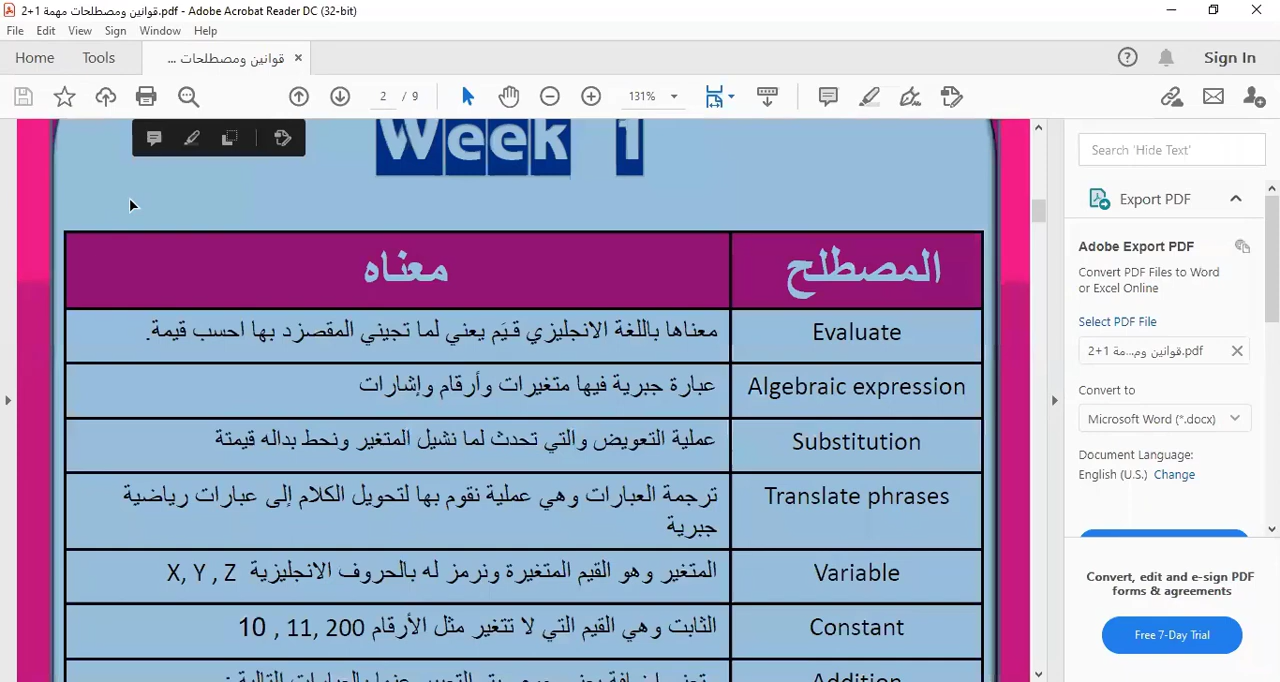 قوانين ومصطلحات مهمة 1+2.pdf - Adobe Acrobat Reader DC (32-bit)
File Edit View Sign Window Help
Home Tools قوانين ومصطلحات ... × Sign In
2 / 9 131%
Week 1
المصطلح معناه
Evaluate معناها باللغة الانجليزي قيَم يعني لما تجيني المقصزد بها احسب قيمة.
Algebraic expression عبارة جبرية فيها متغيرات وأرقام وإشارات
Substitution عملية التعويض والتي تحدث لما نشيل المتغير ونحط بداله قيمتة
Translate phrases ترجمة العبارات وهي عملية نقوم بها لتحويل الكلام إلى عبارات رياضية
جبرية
Variable المتغير وهو القيم المتغيرة ونرمز له بالحروف الانجليزية X, Y , Z
Constant الثابت وهي القيم التي لا تتغير مثل الأرقام 10 , 11, 200
Addition
Search 'Hide Text'
Export PDF
Adobe Export PDF
Convert PDF Files to Word
or Excel Online
Select PDF File
قوانين وم...مة 1+2.pdf
Convert to
Microsoft Word (*.docx)
Document Language:
English (U.S.) Change
Convert, edit and e-sign PDF
forms & agreements
Free 7-Day Trial